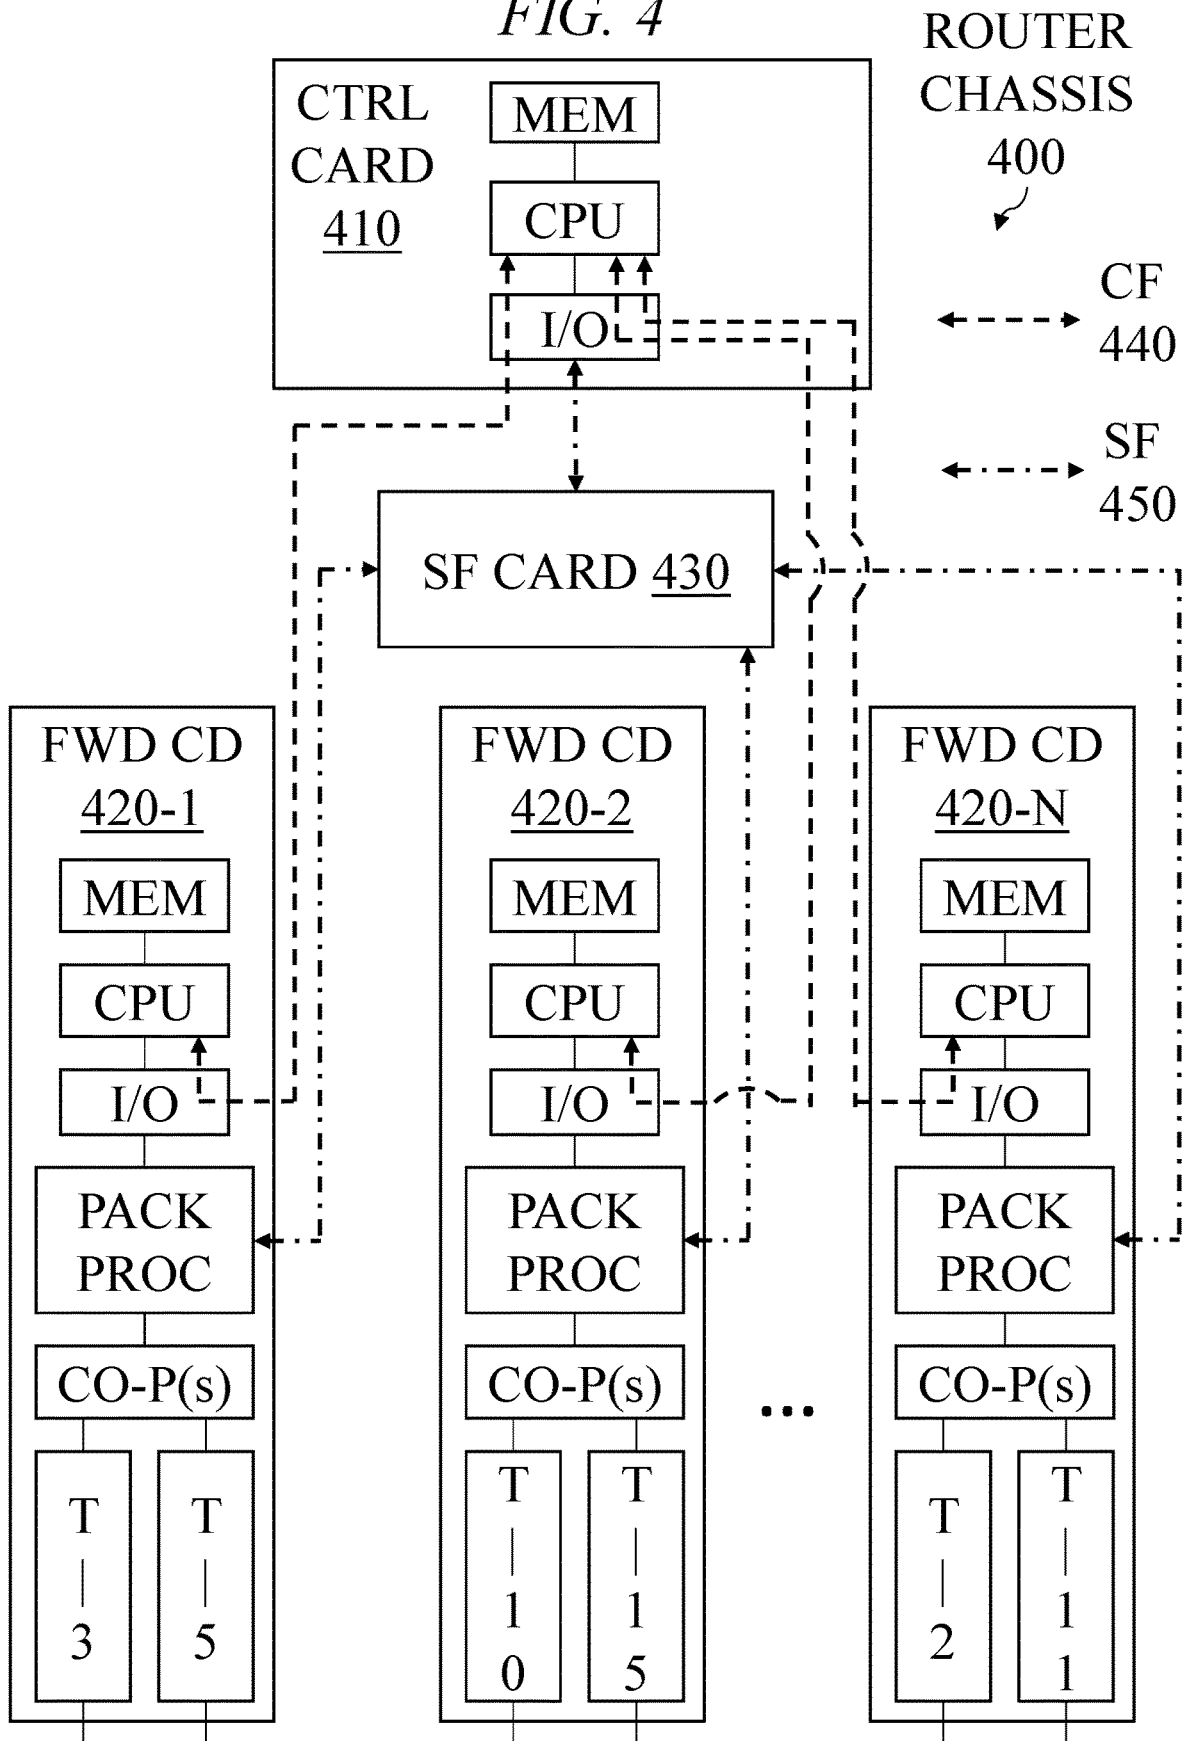 FIG. 4
ROUTER
CHASSIS
400
CTRL
CARD
410
MEM
CPU
I/O
CF
440
SF
450
SF CARD 430
FWD CD
420-1
MEM
CPU
I/O
PACK
PROC
CO-P(s)
T
—
3
T
—
5
FWD CD
420-2
MEM
CPU
I/O
PACK
PROC
CO-P(s)
T
—
1
0
T
—
1
5
...
FWD CD
420-N
MEM
CPU
I/O
PACK
PROC
CO-P(s)
T
—
2
T
—
1
1